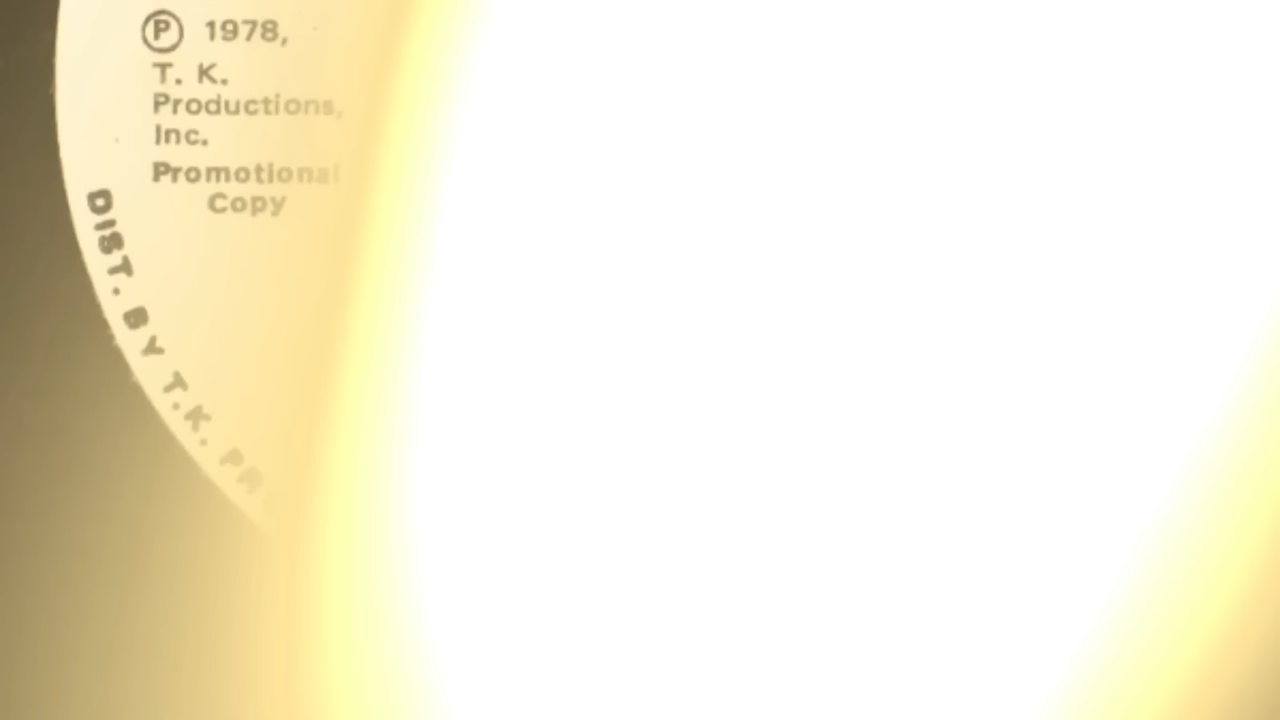 Ⓟ 1978,
T. K.
Productions,
Inc.
Promotional
Copy
DIST. BY T.K.